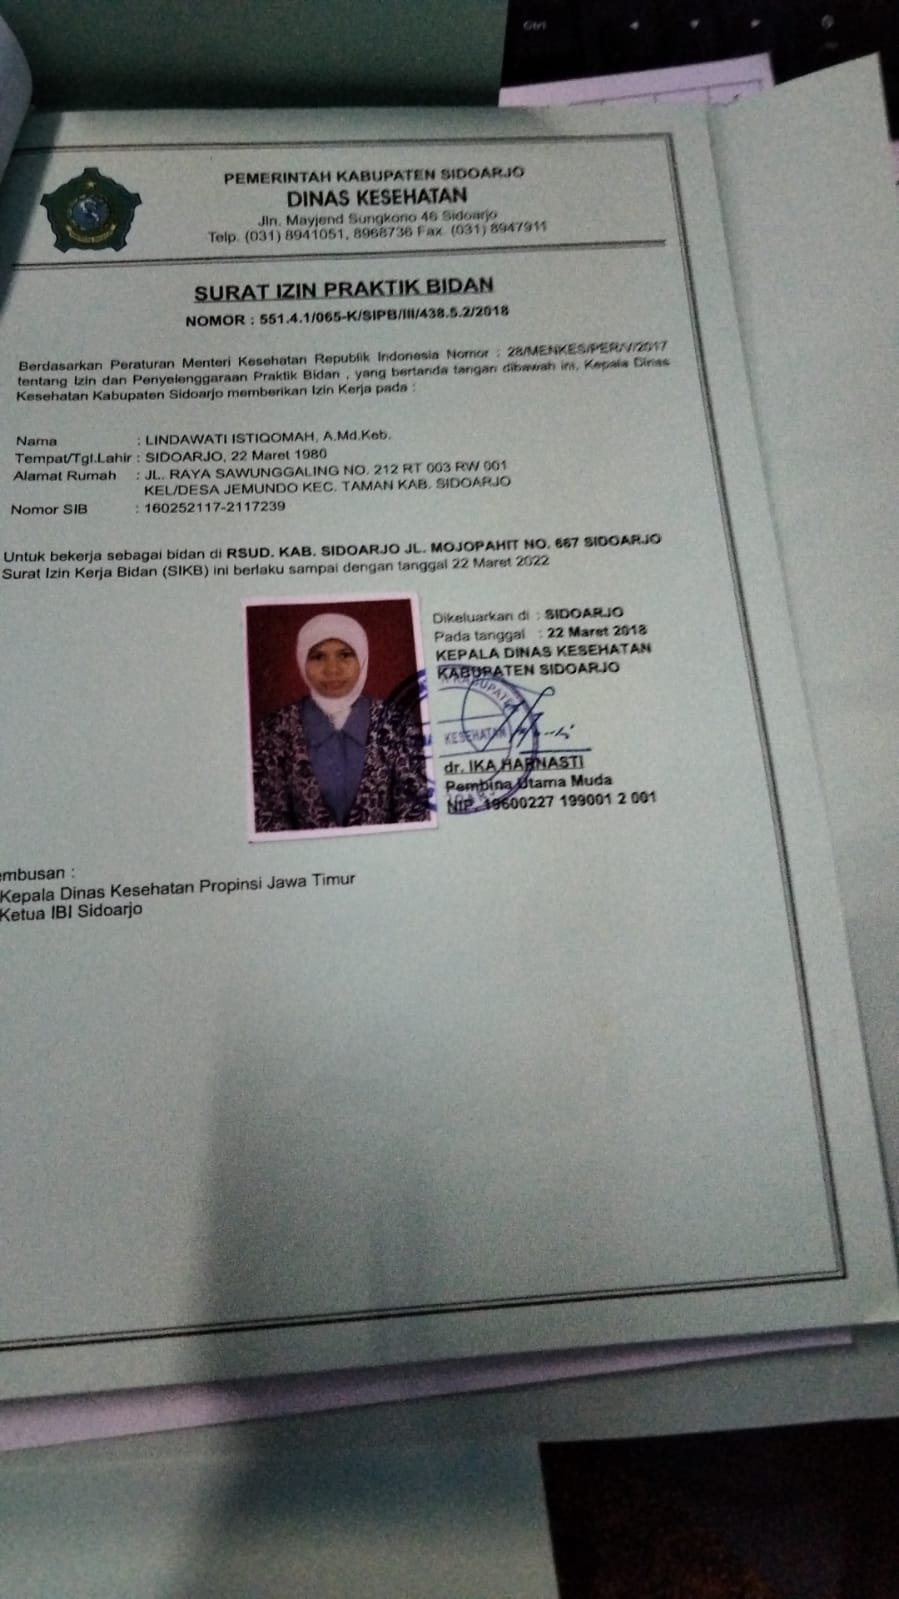 Ctrl
PEMERINTAH KABUPATEN SIDOARJO
DINAS KESEHATAN
Jln. Mayjend Sungkono 46 Sidoarjo
Telp. (031) 8941051, 8968736 Fax. (031) 8947911
SURAT IZIN PRAKTIK BIDAN
NOMOR : 551.4.1/065-K/SIPB/III/438.5.2/2018
Berdasarkan Peraturan Menteri Kesehatan Republik Indonesia Nomor : 28/MENKES/PER/V/2017
tentang Izin dan Penyelenggaraan Praktik Bidan , yang bertanda tangan dibawah ini, Kepala Dinas
Kesehatan Kabupaten Sidoarjo memberikan Izin Kerja pada :
Nama : LINDAWATI ISTIQOMAH, A.Md.Keb.
Tempat/Tgl.Lahir : SIDOARJO, 22 Maret 1980
Alamat Rumah : JL. RAYA SAWUNGGALING NO. 212 RT 003 RW 001
KEL/DESA JEMUNDO KEC. TAMAN KAB. SIDOARJO
Nomor SIB : 160252117-2117239
Untuk bekerja sebagai bidan di RSUD. KAB. SIDOARJO JL. MOJOPAHIT NO. 667 SIDOARJO
Surat Izin Kerja Bidan (SIKB) ini berlaku sampai dengan tanggal 22 Maret 2022
Dikeluarkan di : SIDOARJO
Pada tanggal : 22 Maret 2018
KEPALA DINAS KESEHATAN
KABUPATEN SIDOARJO
KESEHATAN
dr. IKA HARNASTI
Pembina Utama Muda
NIP. 19600227 199001 2 001
embusan :
Kepala Dinas Kesehatan Propinsi Jawa Timur
Ketua IBI Sidoarjo